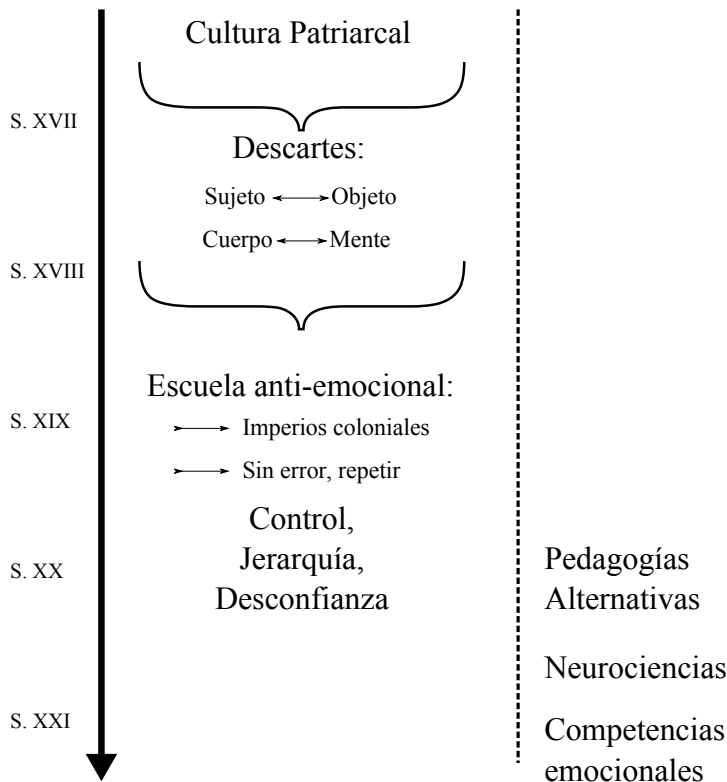 Cultura Patriarcal
S. XVII
Descartes:
Sujeto Objeto
Cuerpo Mente
S. XVIII
Escuela anti-emocional:
S. XIX
Imperios coloniales
Sin error, repetir
Control,
Jerarquía,
Desconfianza
S. XX
Pedagogías
Alternativas
Neurociencias
S. XXI
Competencias
emocionales